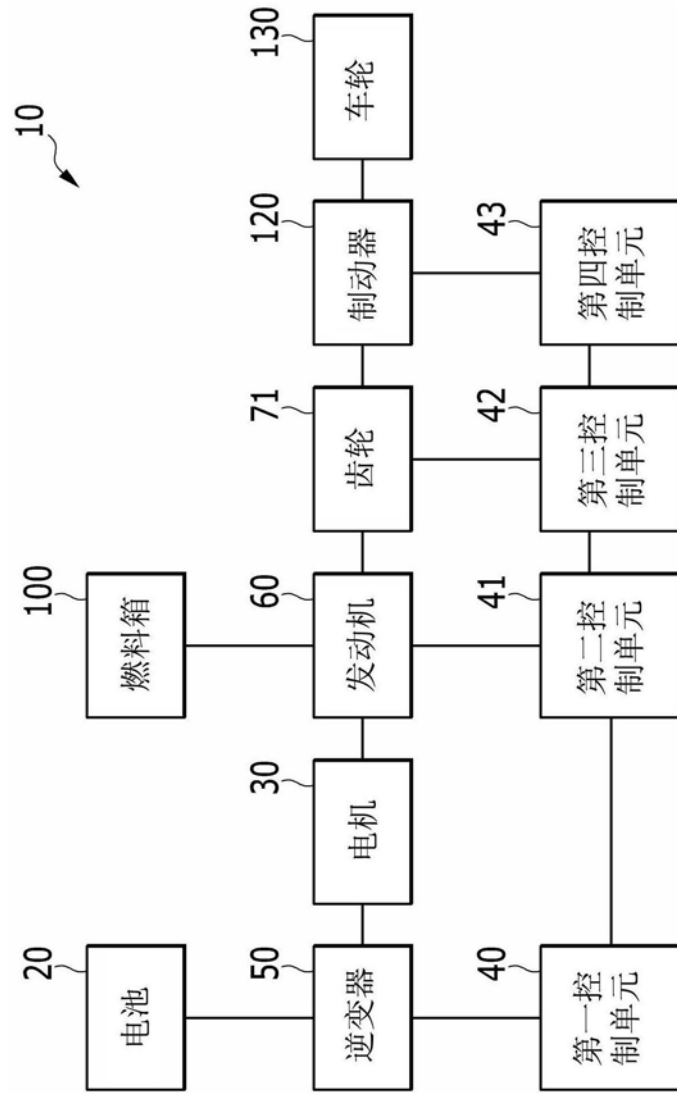 10
20
电池
100
燃料箱
50
逆变器
30
电机
60
发动机
71
齿轮
120
制动器
130
车轮
40
第一控
制单元
41
第二控
制单元
42
第三控
制单元
43
第四控
制单元